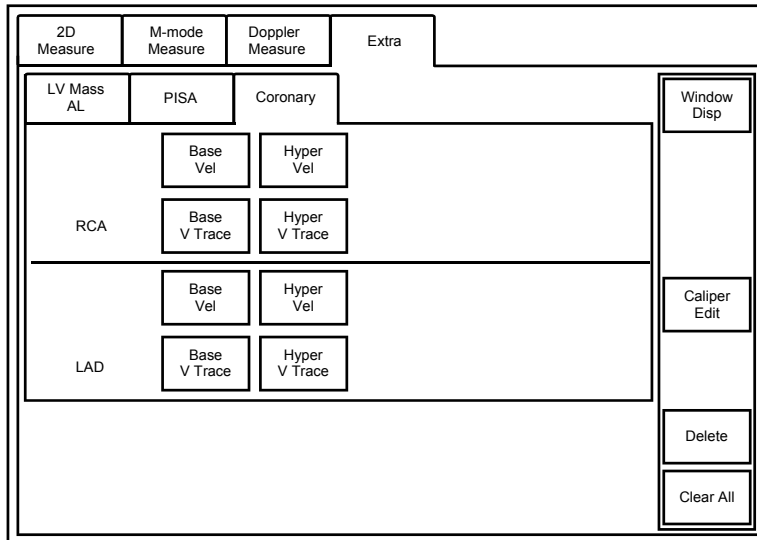 2D
Measure
M-mode
Measure
Doppler
Measure
Extra
LV Mass
AL
PISA
Coronary
Window
Disp
Base
Vel
Hyper
Vel
RCA
Base
V Trace
Hyper
V Trace
Base
Vel
Hyper
Vel
Caliper
Edit
LAD
Base
V Trace
Hyper
V Trace
Delete
Clear All